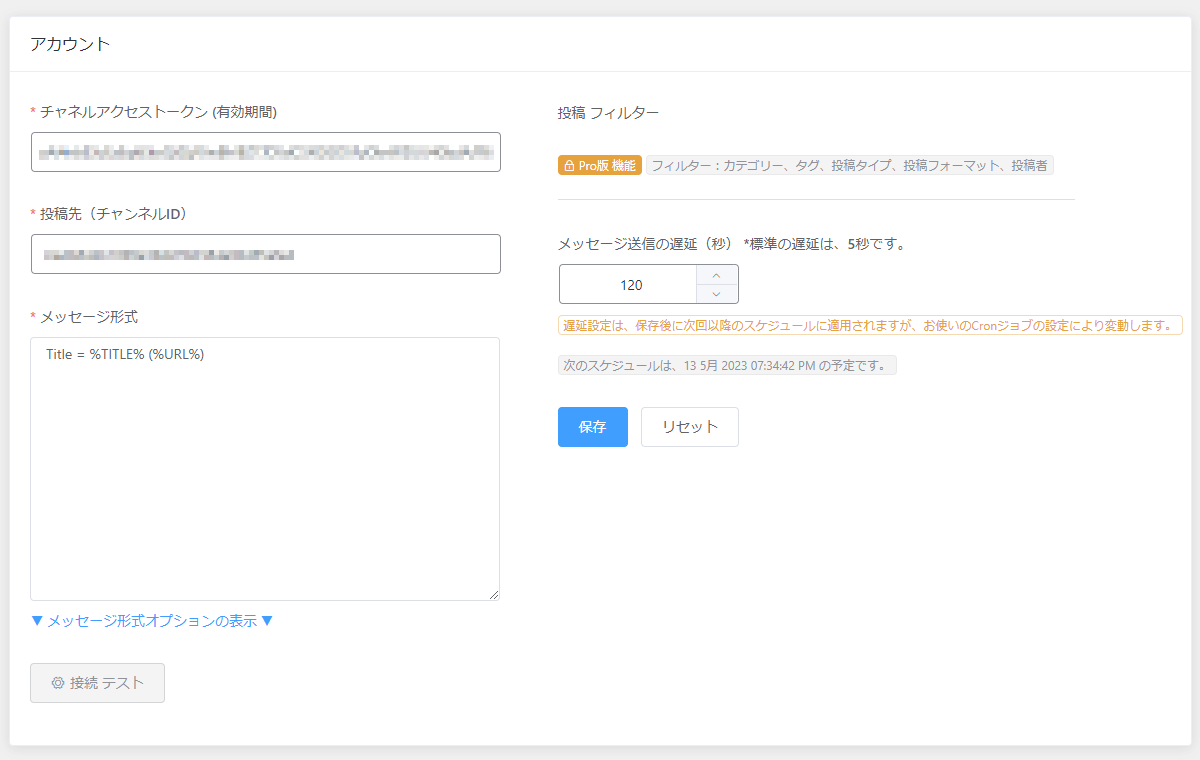 アカウント
* チャネルアクセストークン (有効期間)
* 投稿先（チャンネルID）
* メッセージ形式
Title = %TITLE% (%URL%)
▼ メッセージ形式オプションの表示 ▼
接続 テスト
投稿 フィルター
Pro版 機能 フィルター：カテゴリー、タグ、投稿タイプ、投稿フォーマット、投稿者
メッセージ送信の遅延（秒） *標準の遅延は、5秒です。
120
遅延設定は、保存後に次回以降のスケジュールに適用されますが、お使いのCronジョブの設定により変動します。
次のスケジュールは、13 5月 2023 07:34:42 PM の予定です。
保存 リセット